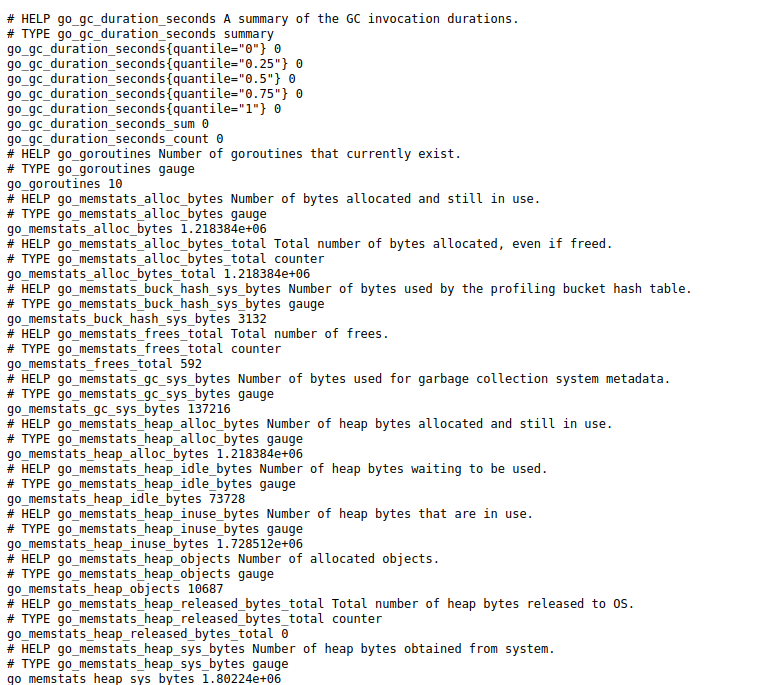 # HELP go_gc_duration_seconds A summary of the GC invocation durations.
# TYPE go_gc_duration_seconds summary
go_gc_duration_seconds{quantile="0"} 0
go_gc_duration_seconds{quantile="0.25"} 0
go_gc_duration_seconds{quantile="0.5"} 0
go_gc_duration_seconds{quantile="0.75"} 0
go_gc_duration_seconds{quantile="1"} 0
go_gc_duration_seconds_sum 0
go_gc_duration_seconds_count 0
# HELP go_goroutines Number of goroutines that currently exist.
# TYPE go_goroutines gauge
go_goroutines 10
# HELP go_memstats_alloc_bytes Number of bytes allocated and still in use.
# TYPE go_memstats_alloc_bytes gauge
go_memstats_alloc_bytes 1.218384e+06
# HELP go_memstats_alloc_bytes_total Total number of bytes allocated, even if freed.
# TYPE go_memstats_alloc_bytes_total counter
go_memstats_alloc_bytes_total 1.218384e+06
# HELP go_memstats_buck_hash_sys_bytes Number of bytes used by the profiling bucket hash table.
# TYPE go_memstats_buck_hash_sys_bytes gauge
go_memstats_buck_hash_sys_bytes 3132
# HELP go_memstats_frees_total Total number of frees.
# TYPE go_memstats_frees_total counter
go_memstats_frees_total 592
# HELP go_memstats_gc_sys_bytes Number of bytes used for garbage collection system metadata.
# TYPE go_memstats_gc_sys_bytes gauge
go_memstats_gc_sys_bytes 137216
# HELP go_memstats_heap_alloc_bytes Number of heap bytes allocated and still in use.
# TYPE go_memstats_heap_alloc_bytes gauge
go_memstats_heap_alloc_bytes 1.218384e+06
# HELP go_memstats_heap_idle_bytes Number of heap bytes waiting to be used.
# TYPE go_memstats_heap_idle_bytes gauge
go_memstats_heap_idle_bytes 73728
# HELP go_memstats_heap_inuse_bytes Number of heap bytes that are in use.
# TYPE go_memstats_heap_inuse_bytes gauge
go_memstats_heap_inuse_bytes 1.728512e+06
# HELP go_memstats_heap_objects Number of allocated objects.
# TYPE go_memstats_heap_objects gauge
go_memstats_heap_objects 10687
# HELP go_memstats_heap_released_bytes_total Total number of heap bytes released to OS.
# TYPE go_memstats_heap_released_bytes_total counter
go_memstats_heap_released_bytes_total 0
# HELP go_memstats_heap_sys_bytes Number of heap bytes obtained from system.
# TYPE go_memstats_heap_sys_bytes gauge
go_memstats_heap_sys_bytes 1.80224e+06